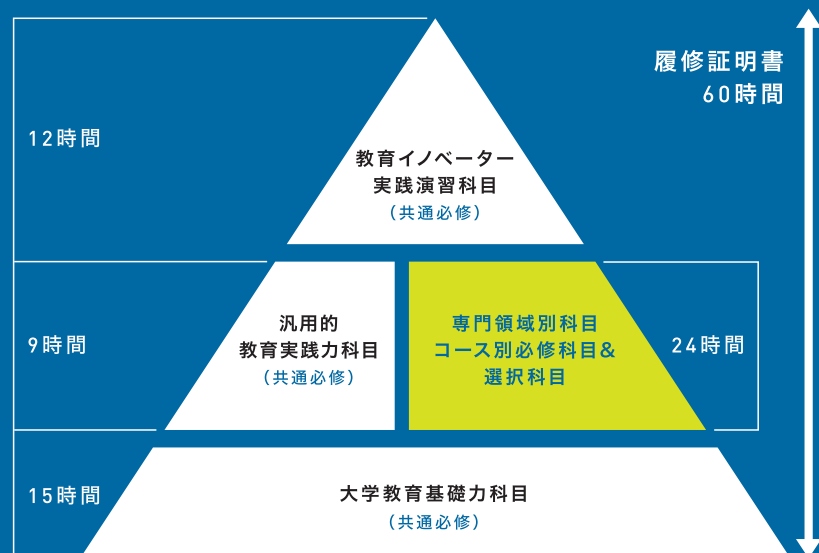 履修証明書
60時間
12時間
教育イノベーター
実践演習科目
(共通必修)
9時間
汎用的
教育実践力科目
(共通必修)
専門領域別科目
コース別必修科目&
選択科目
24時間
15時間
大学教育基礎力科目
(共通必修)